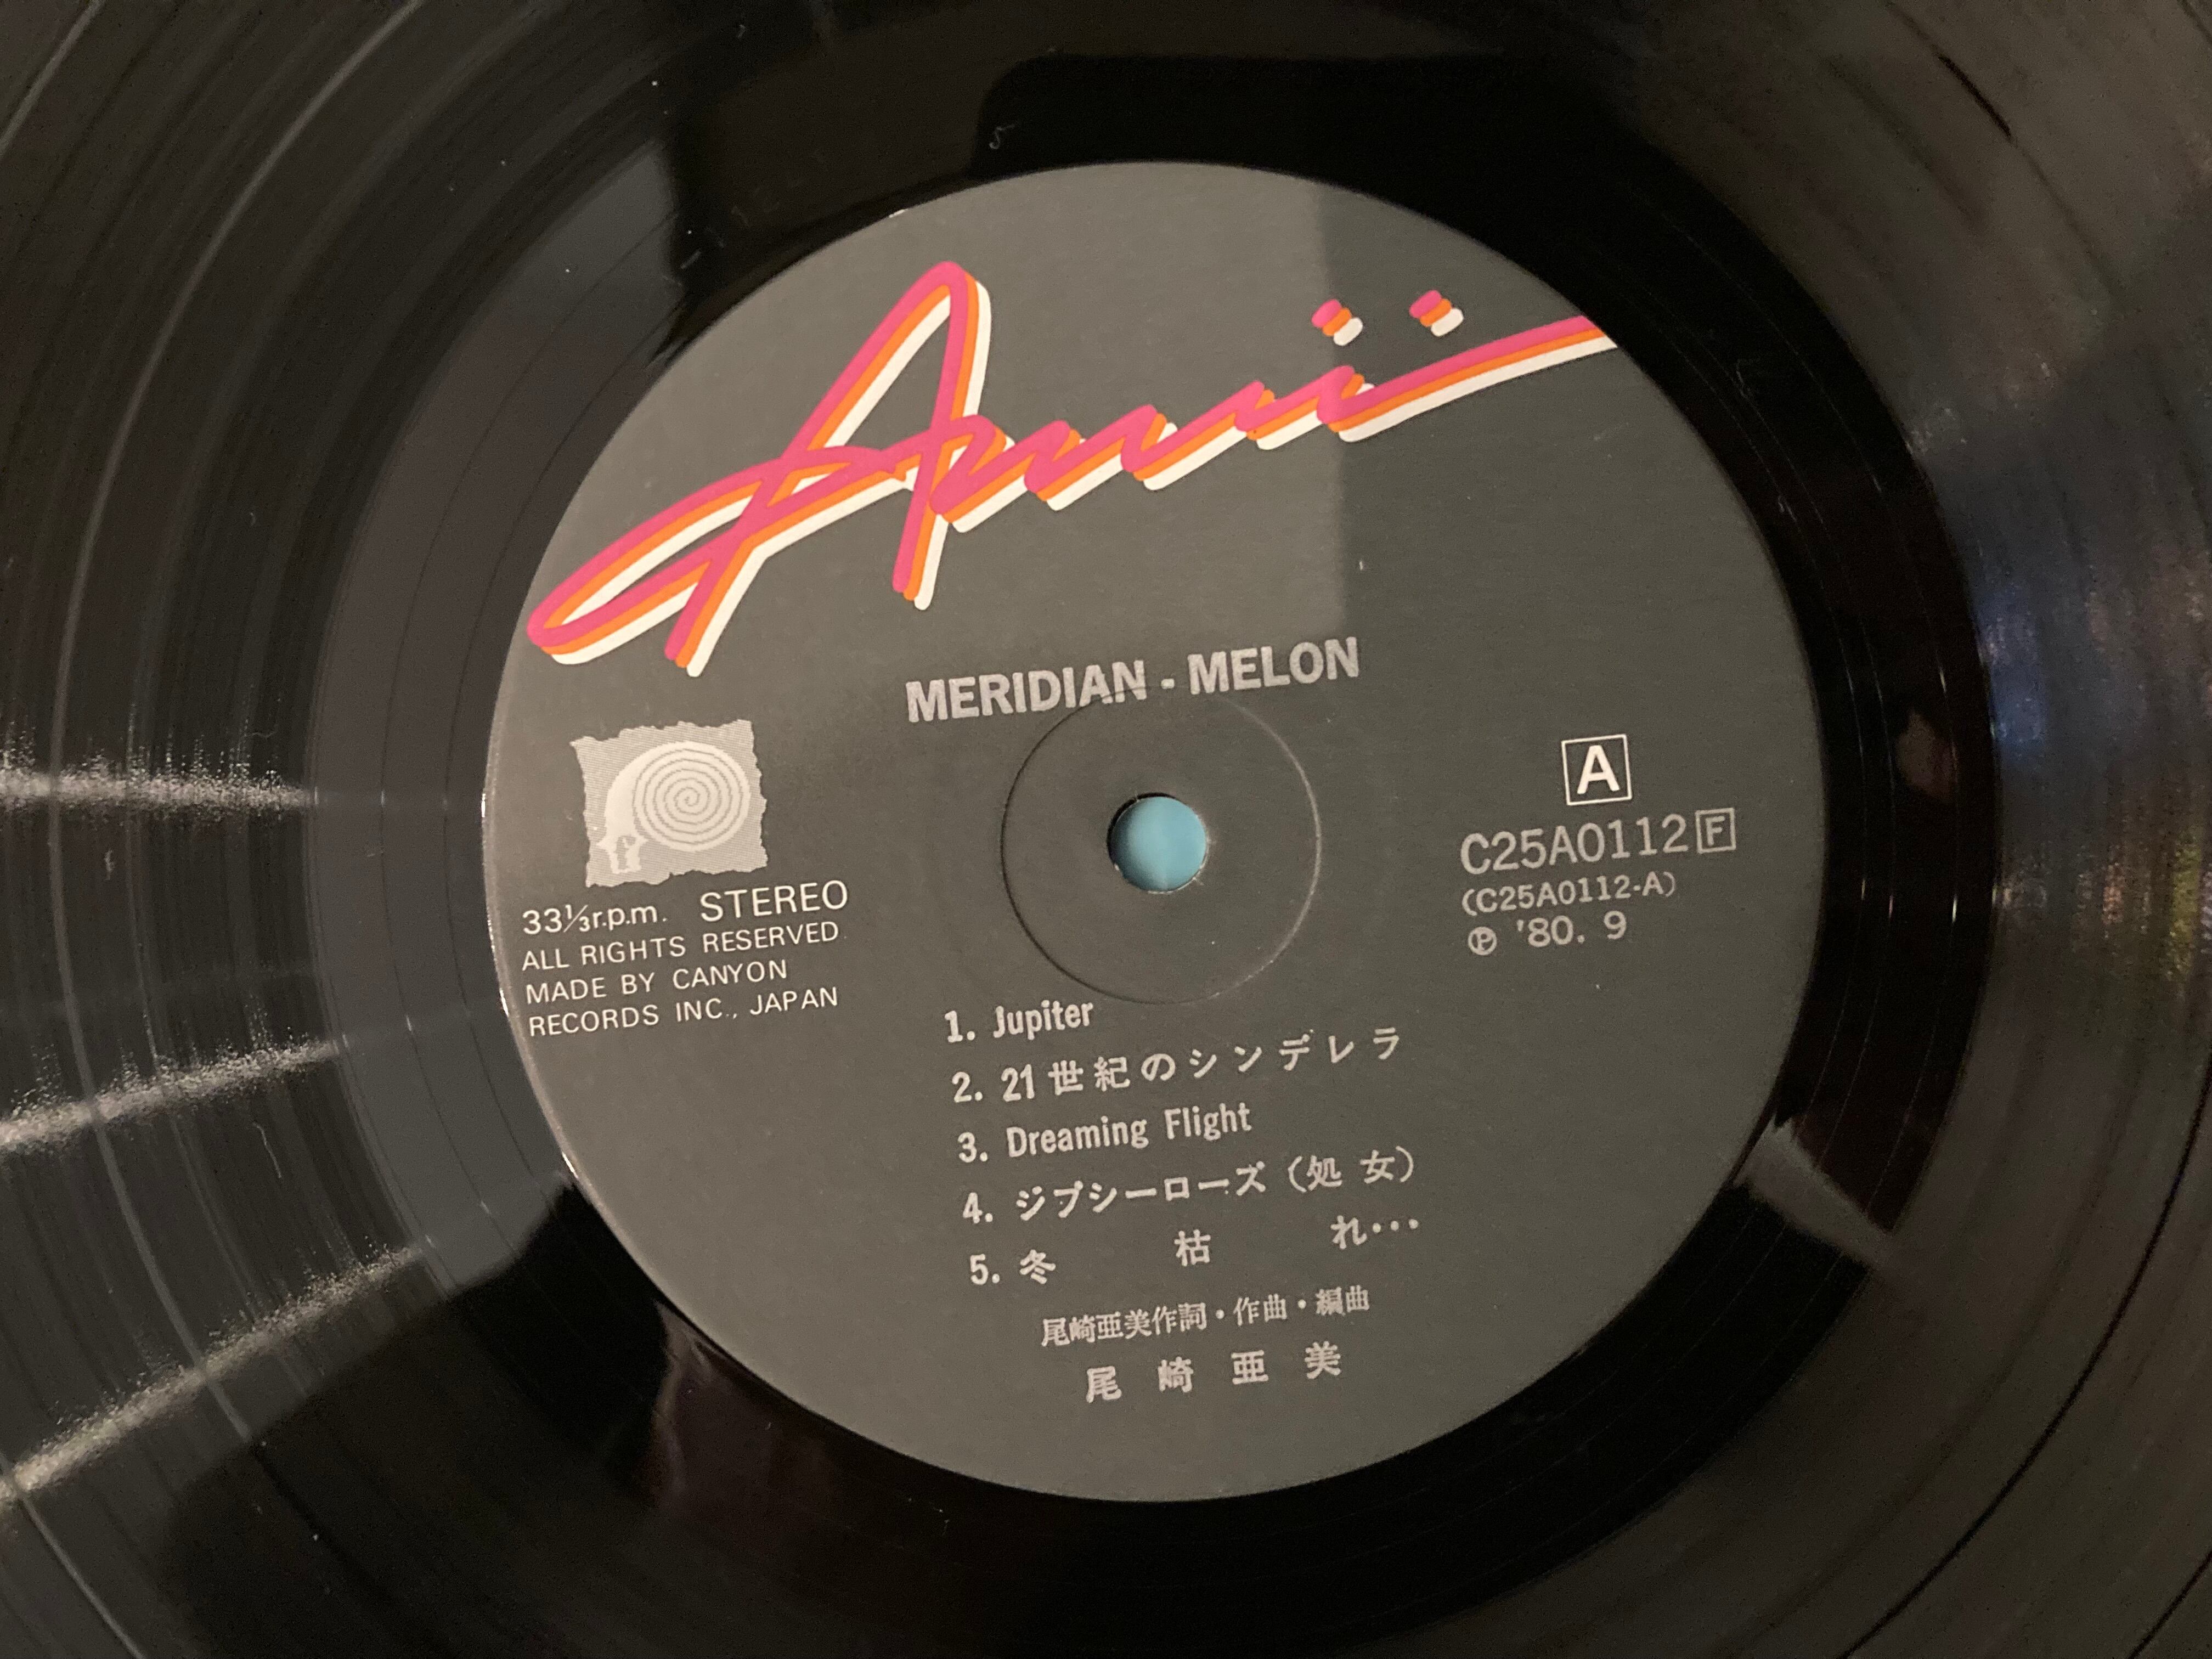 Amii
MERIDIAN - MELON
33⅓r.p.m. STEREO
ALL RIGHTS RESERVED
MADE BY CANYON
RECORDS INC., JAPAN
A
C25A0112 F
(C25A0112-A)
℗ '80. 9
1. Jupiter
2. 21世紀のシンデレラ
3. Dreaming Flight
4. ジプシーローズ（処女）
5. 冬枯れ…
尾崎亜美作詞・作曲・編曲
尾崎亜美